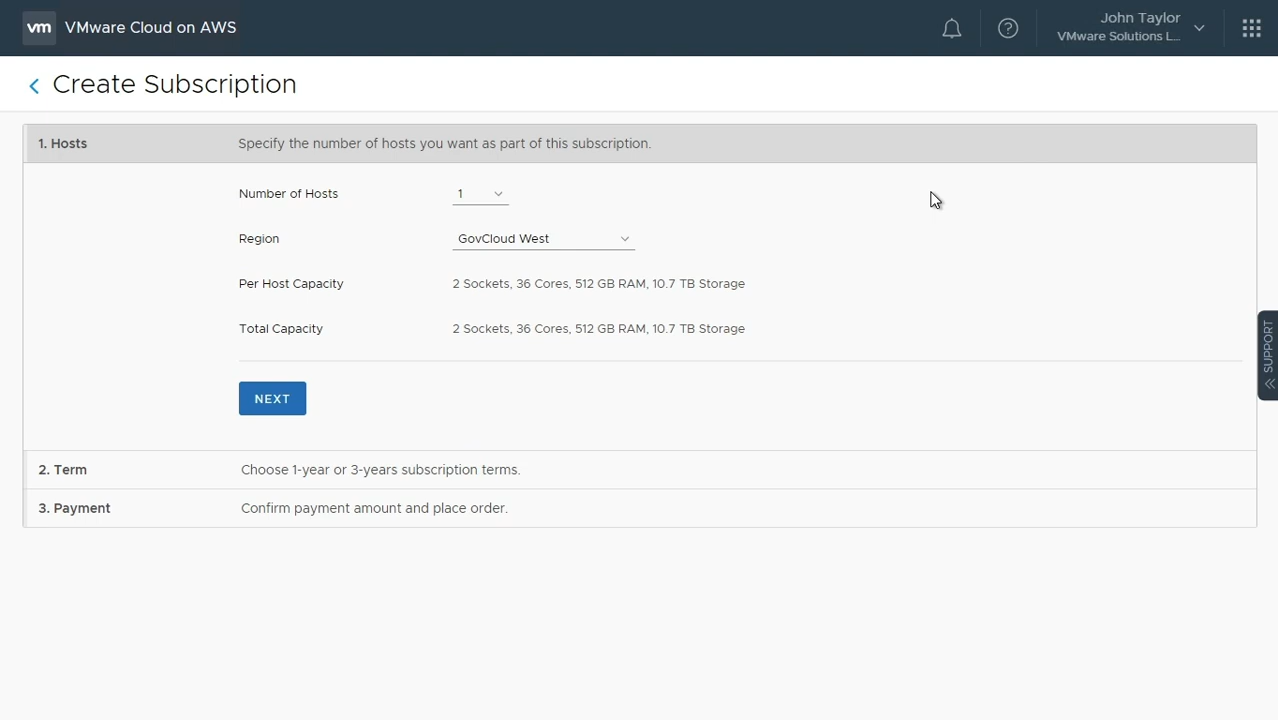 vm VMware Cloud on AWS
John Taylor
VMware Solutions L...
Create Subscription
1. Hosts Specify the number of hosts you want as part of this subscription.
Number of Hosts 1
Region GovCloud West
Per Host Capacity 2 Sockets, 36 Cores, 512 GB RAM, 10.7 TB Storage
Total Capacity 2 Sockets, 36 Cores, 512 GB RAM, 10.7 TB Storage
SUPPORT
NEXT
2. Term Choose 1-year or 3-years subscription terms.
3. Payment Confirm payment amount and place order.